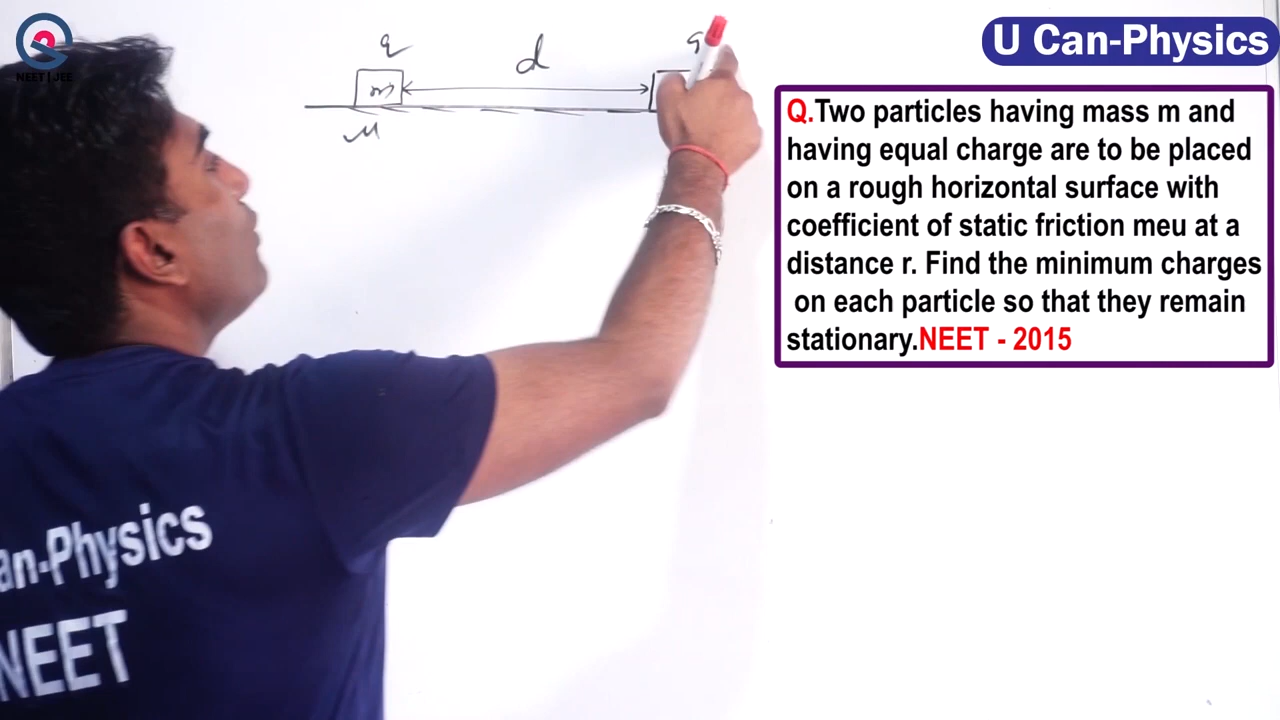 NEET | JEE
q
d
q
m
μ
U Can-Physics
Q.Two particles having mass m and
having equal charge are to be placed
on a rough horizontal surface with
coefficient of static friction meu at a
distance r. Find the minimum charges
on each particle so that they remain
stationary.NEET - 2015
an-Physics
NEET